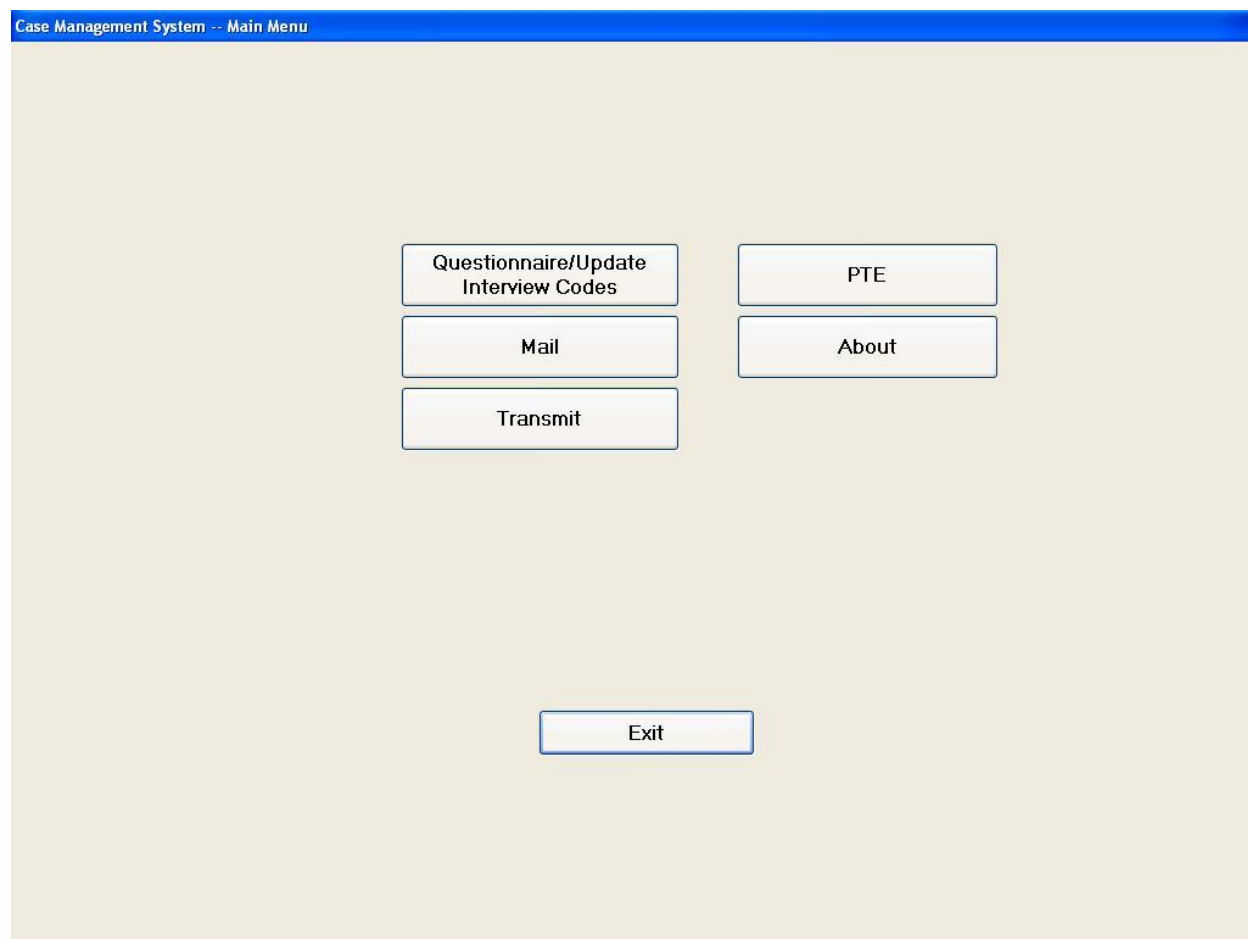 Case Management System -- Main Menu
Questionnaire/Update
Interview Codes
PTE
Mail
About
Transmit
Exit